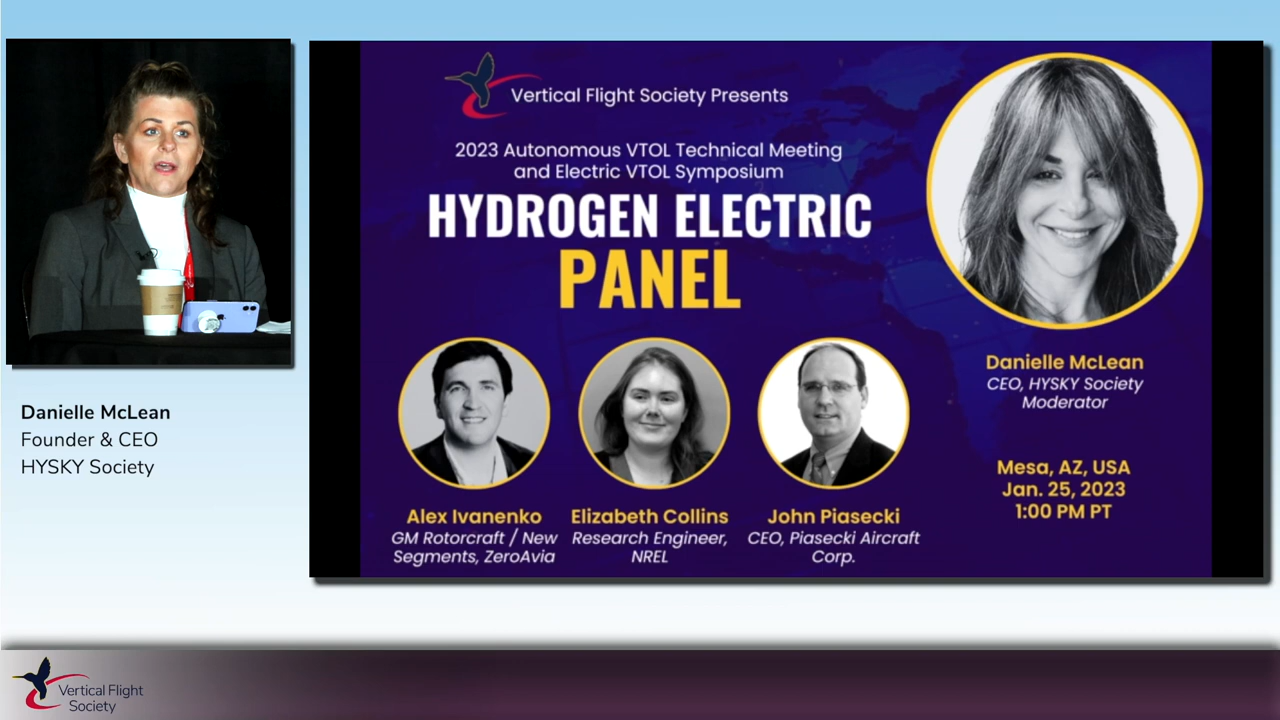 Vertical Flight Society Presents
2023 Autonomous VTOL Technical Meeting
and Electric VTOL Symposium
HYDROGEN ELECTRIC
PANEL
Danielle McLean
CEO, HYSKY Society
Moderator
Mesa, AZ, USA
Jan. 25, 2023
1:00 PM PT
Alex Ivanenko
GM Rotorcraft / New
Segments, ZeroAvia
Elizabeth Collins
Research Engineer,
NREL
John Piasecki
CEO, Piasecki Aircraft
Corp.
Danielle McLean
Founder & CEO
HYSKY Society
Vertical Flight
Society